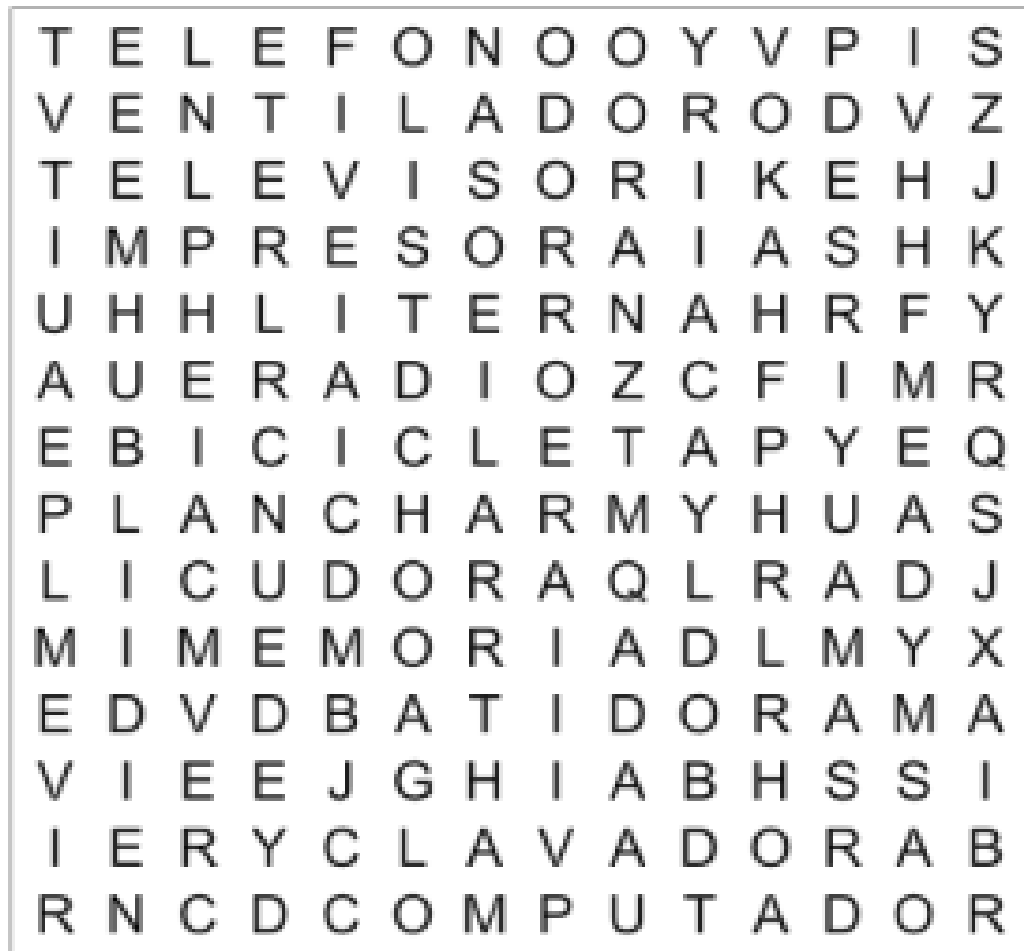 T E L E F O N O O Y V P I S
V E N T I L A D O R O D V Z
T E L E V I S O R I K E H J
I M P R E S O R A I A S H K
U H H L I T E R N A H R F Y
A U E R A D I O Z C F I M R
E B I C I C L E T A P Y E Q
P L A N C H A R M Y H U A S
L I C U D O R A Q L R A D J
M I M E M O R I A D L M Y X
E D V D B A T I D O R A M A
V I E E J G H I A B H S S I
I E R Y C L A V A D O R A B
R N C D C O M P U T A D O R